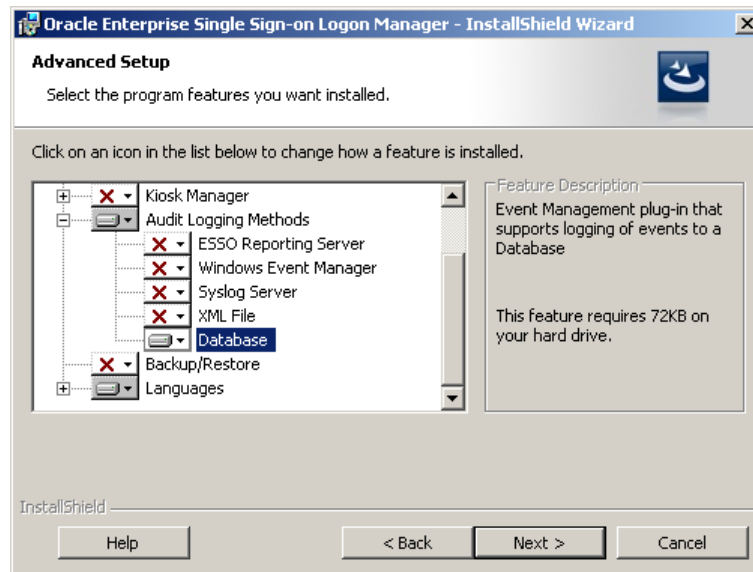 Oracle Enterprise Single Sign-on Logon Manager - InstallShield Wizard
Advanced Setup
Select the program features you want installed.
Click on an icon in the list below to change how a feature is installed.
Kiosk Manager
Audit Logging Methods
ESSO Reporting Server
Windows Event Manager
Syslog Server
XML File
Database
Backup/Restore
Languages
Feature Description
Event Management plug-in that
supports logging of events to a
Database
This feature requires 72KB on
your hard drive.
InstallShield
Help
< Back
Next >
Cancel